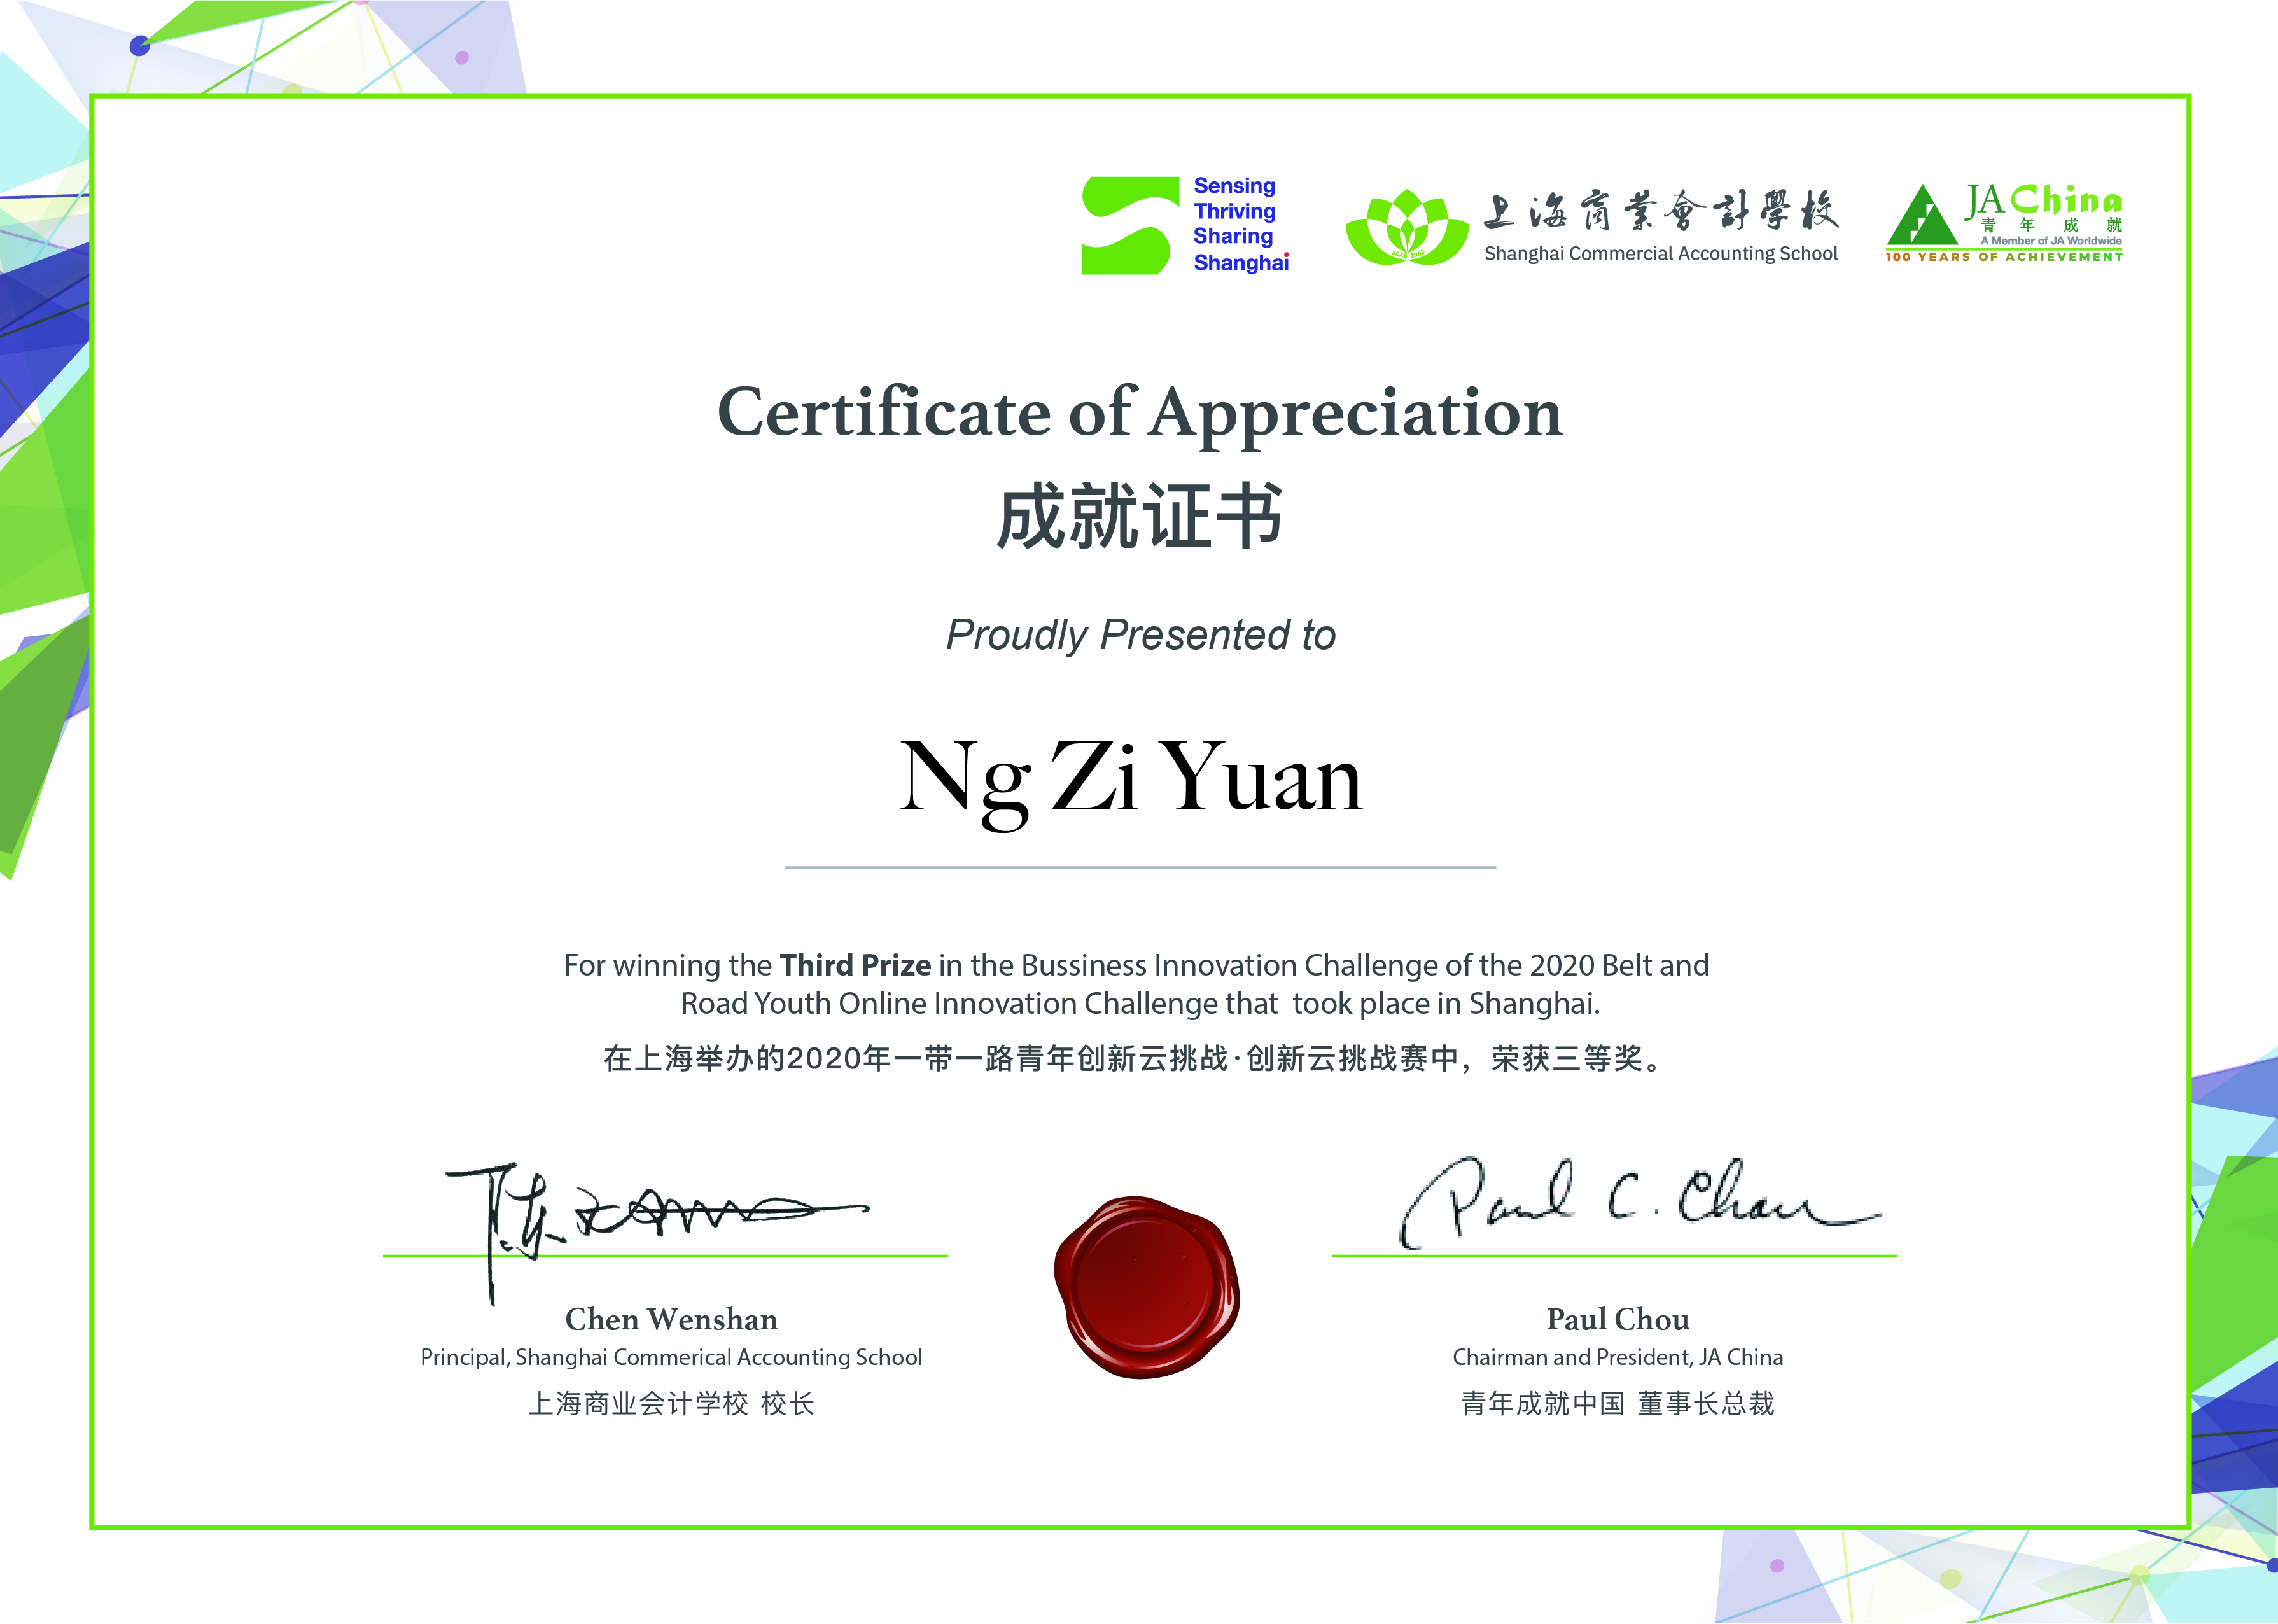 Sensing
Thriving
Sharing
Shanghai
上海商業會計學校
Shanghai Commercial Accounting School
SCAS 1962
JA China
青年成就
A Member of JA Worldwide
100 YEARS OF ACHIEVEMENT
Certificate of Appreciation
成就证书
Proudly Presented to
Ng Zi Yuan
For winning the Third Prize in the Bussiness Innovation Challenge of the 2020 Belt and
Road Youth Online Innovation Challenge that took place in Shanghai.
在上海举办的2020年一带一路青年创新云挑战·创新云挑战赛中，荣获三等奖。
Paul C. Chou
Chen Wenshan
Principal, Shanghai Commerical Accounting School
上海商业会计学校 校长
Paul Chou
Chairman and President, JA China
青年成就中国 董事长总裁